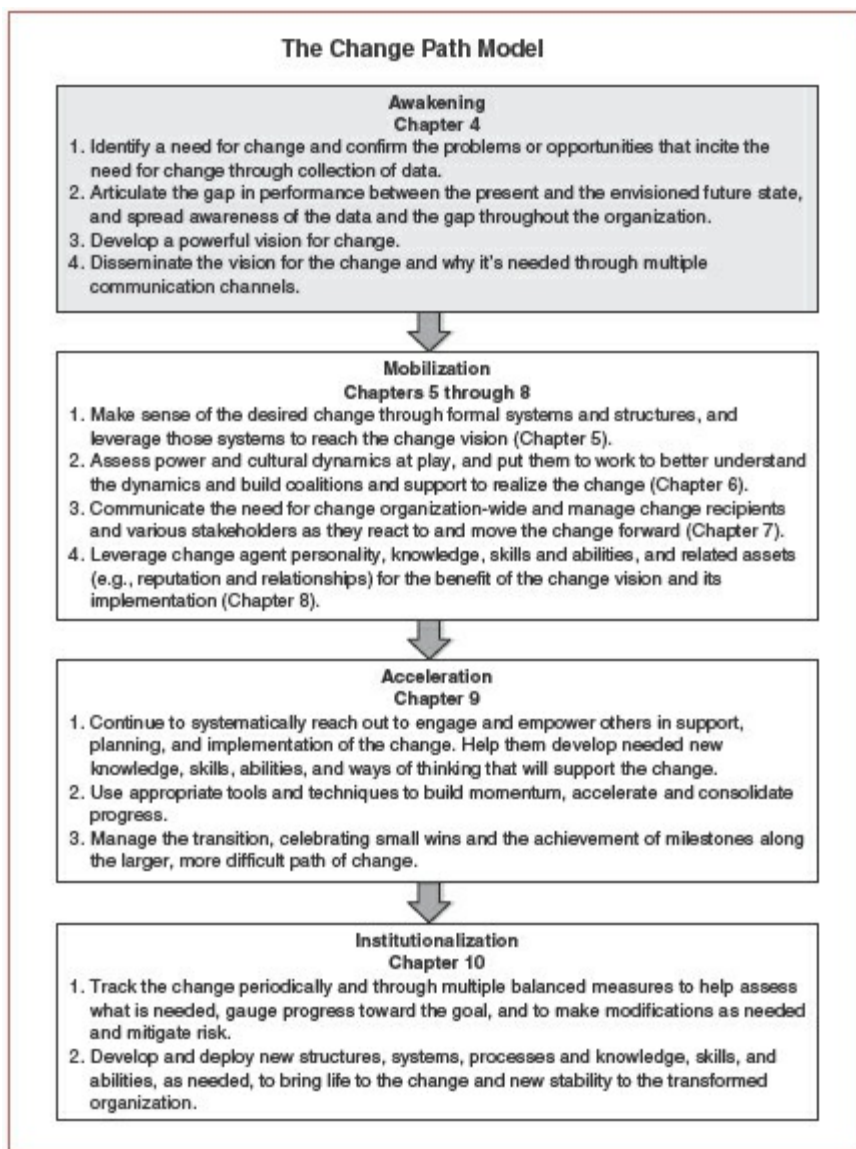 The Change Path Model
Awakening
Chapter 4
1. Identify a need for change and confirm the problems or opportunities that incite the
need for change through collection of data.
2. Articulate the gap in performance between the present and the envisioned future state,
and spread awareness of the data and the gap throughout the organization.
3. Develop a powerful vision for change.
4. Disseminate the vision for the change and why it's needed through multiple
communication channels.
Mobilization
Chapters 5 through 8
1. Make sense of the desired change through formal systems and structures, and
leverage those systems to reach the change vision (Chapter 5).
2. Assess power and cultural dynamics at play, and put them to work to better understand
the dynamics and build coalitions and support to realize the change (Chapter 6).
3. Communicate the need for change organization-wide and manage change recipients
and various stakeholders as they react to and move the change forward (Chapter 7).
4. Leverage change agent personality, knowledge, skills and abilities, and related assets
(e.g., reputation and relationships) for the benefit of the change vision and its
implementation (Chapter 8).
Acceleration
Chapter 9
1. Continue to systematically reach out to engage and empower others in support,
planning, and implementation of the change. Help them develop needed new
knowledge, skills, abilities, and ways of thinking that will support the change.
2. Use appropriate tools and techniques to build momentum, accelerate and consolidate
progress.
3. Manage the transition, celebrating small wins and the achievement of milestones along
the larger, more difficult path of change.
Institutionalization
Chapter 10
1. Track the change periodically and through multiple balanced measures to help assess
what is needed, gauge progress toward the goal, and to make modifications as needed
and mitigate risk.
2. Develop and deploy new structures, systems, processes and knowledge, skills, and
abilities, as needed, to bring life to the change and new stability to the transformed
organization.